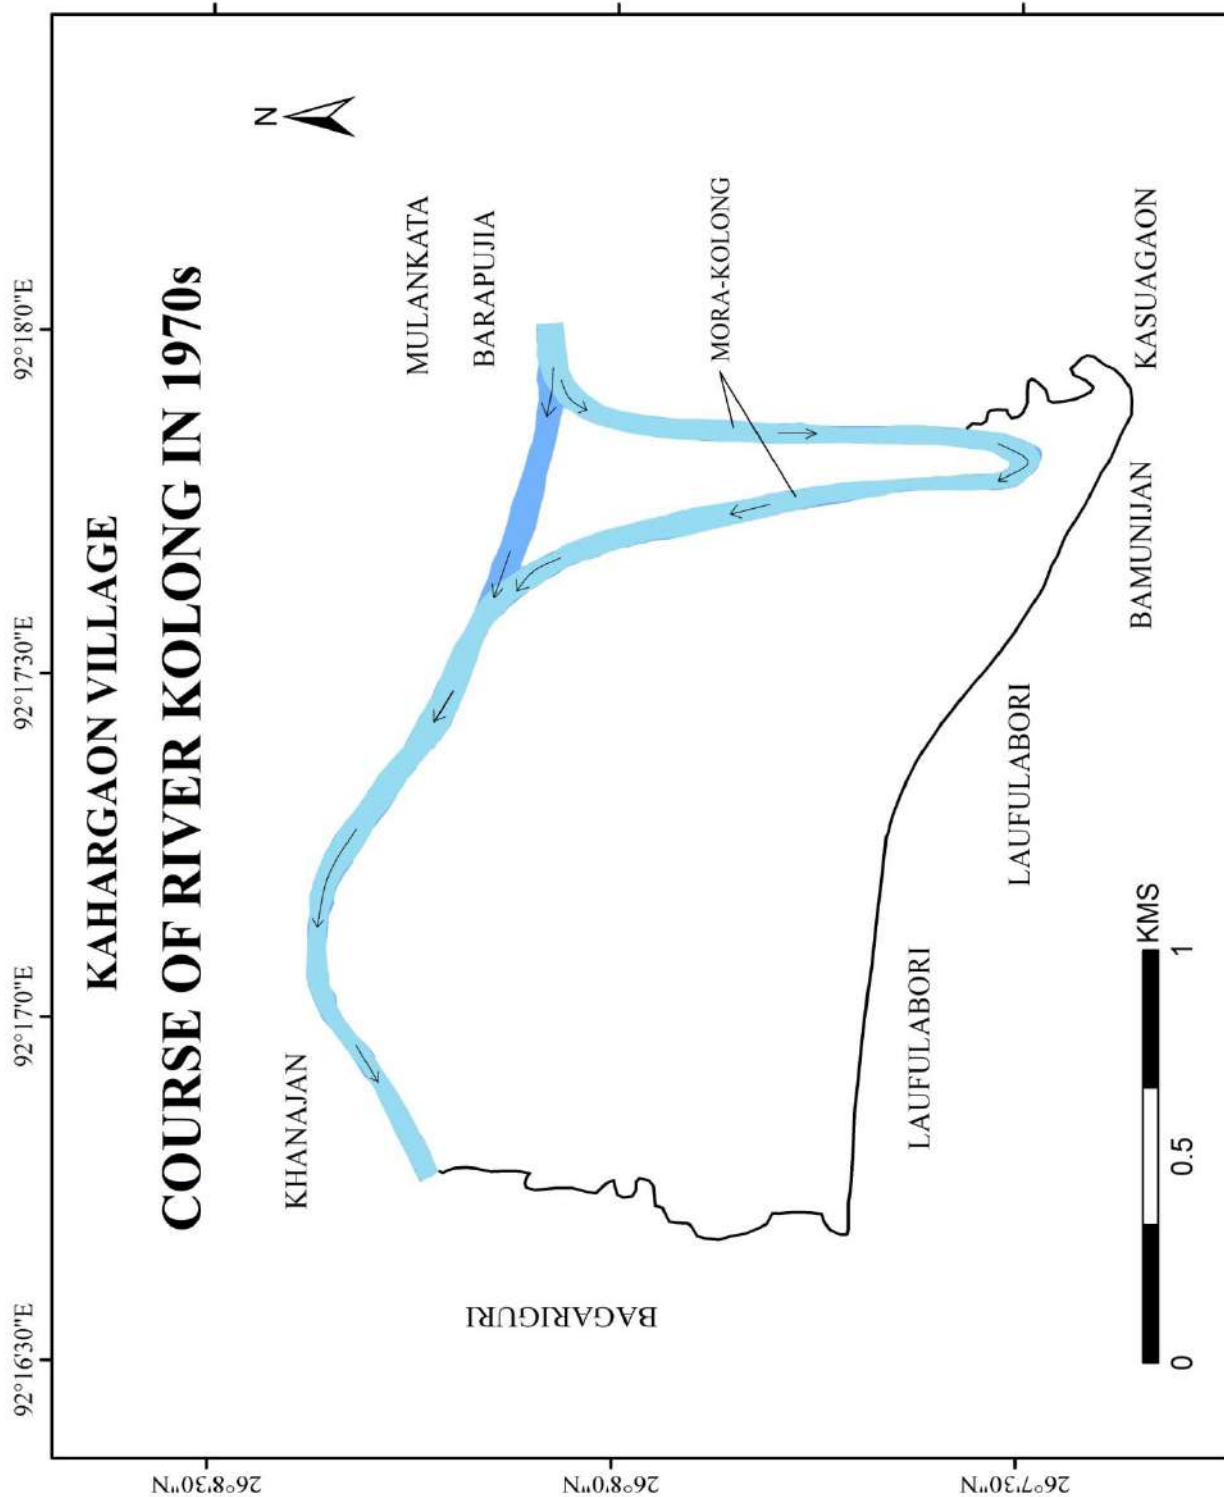 KAHARGAON VILLAGE
COURSE OF RIVER KOLONG IN 1970s
92°16'30"E
92°17'0"E
92°17'30"E
92°18'0"E
26°8'30"N
26°8'0"N
26°7'30"N
N
KHANAJAN
MULANKATA
BARAPUJIA
MORA-KOLONG
BAGARIGURI
LAUFULABORI
LAUFULABORI
BAMUNIJAN
KASUAGAON
KMS
0 0.5 1